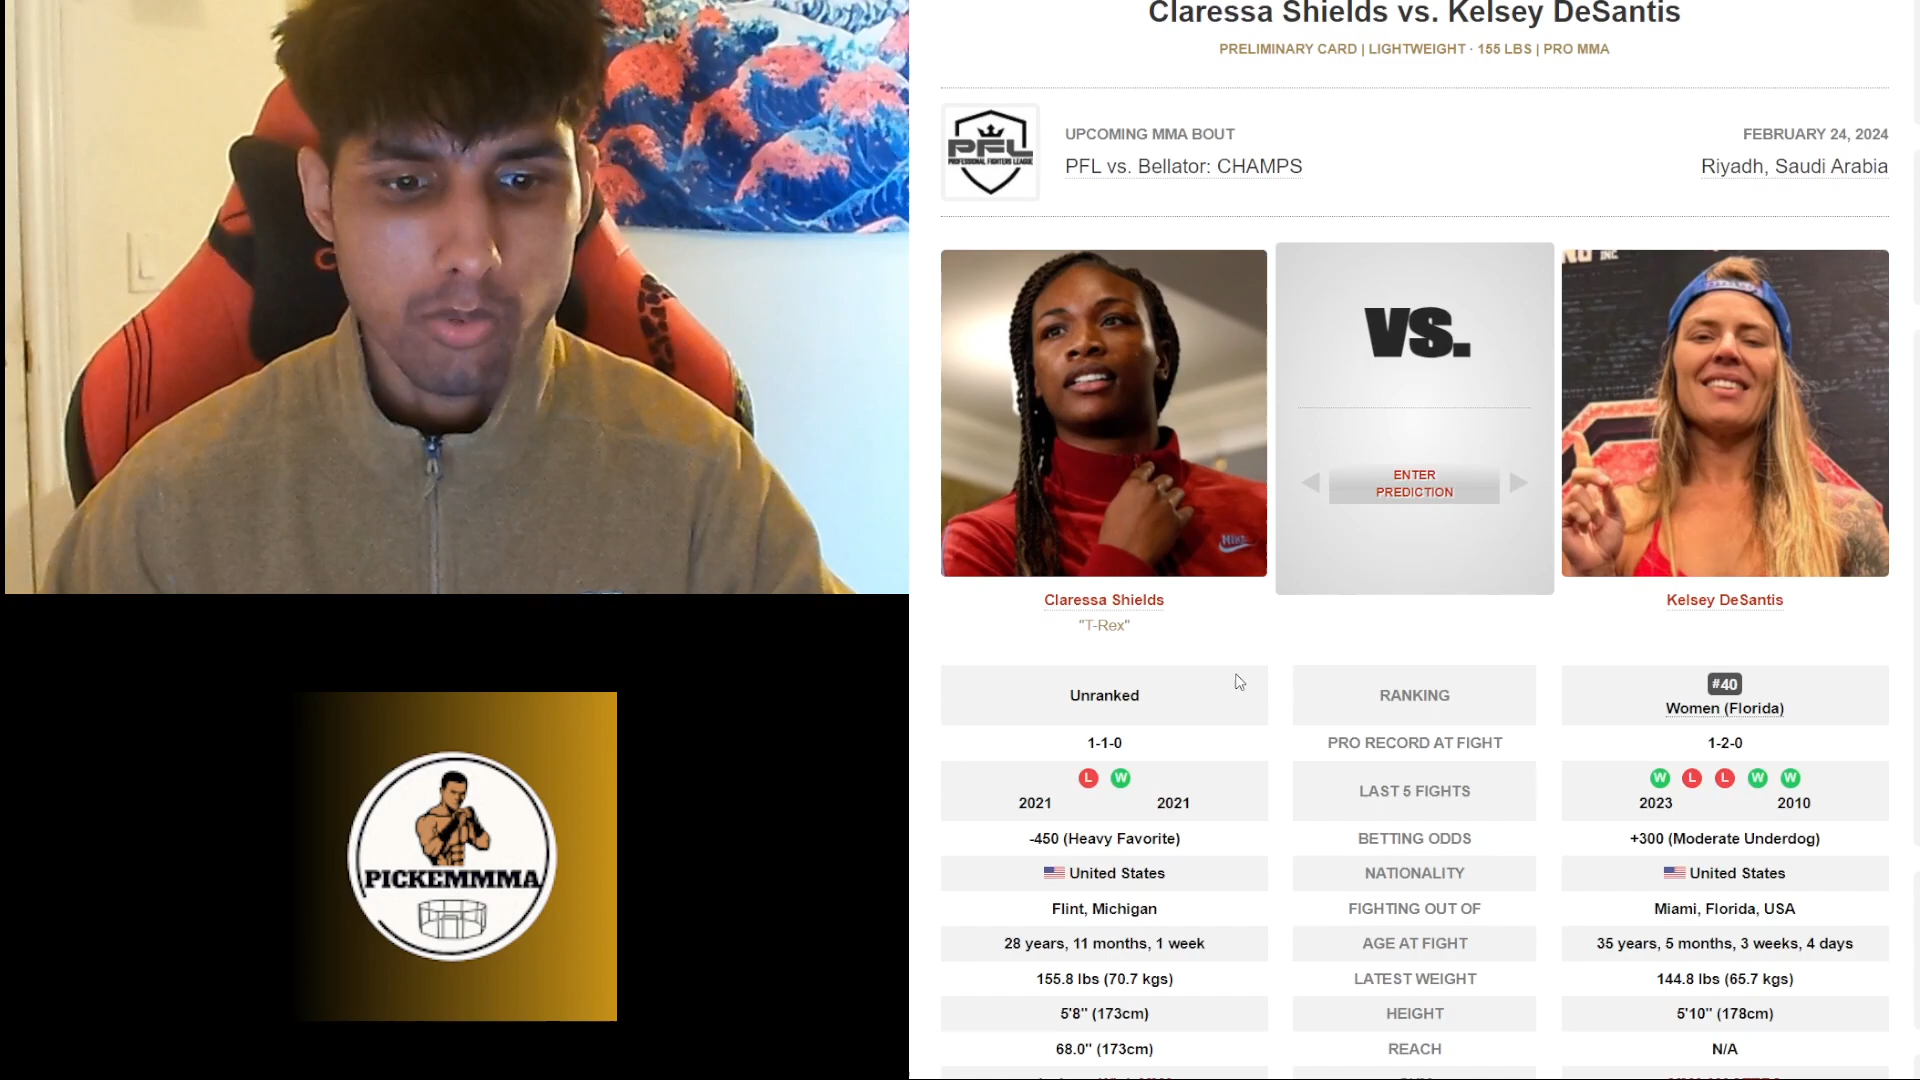 Claressa Shields vs. Kelsey DeSantis
PRELIMINARY CARD | LIGHTWEIGHT · 155 LBS | PRO MMA
PFL
PROFESSIONAL FIGHTERS LEAGUE
UPCOMING MMA BOUT
PFL vs. Bellator: CHAMPS
FEBRUARY 24, 2024
Riyadh, Saudi Arabia
INC.
VS.
ENTER
PREDICTION
NIKE
Claressa Shields
"T-Rex"
Kelsey DeSantis
Unranked
RANKING
#40
Women (Florida)
1-1-0
PRO RECORD AT FIGHT
1-2-0
L W
2021 2021
LAST 5 FIGHTS
W L L W W
2023 2010
-450 (Heavy Favorite)
BETTING ODDS
+300 (Moderate Underdog)
United States
NATIONALITY
United States
Flint, Michigan
FIGHTING OUT OF
Miami, Florida, USA
28 years, 11 months, 1 week
AGE AT FIGHT
35 years, 5 months, 3 weeks, 4 days
155.8 lbs (70.7 kgs)
LATEST WEIGHT
144.8 lbs (65.7 kgs)
5'8" (173cm)
HEIGHT
5'10" (178cm)
68.0" (173cm)
REACH
N/A
PICKEMMMA